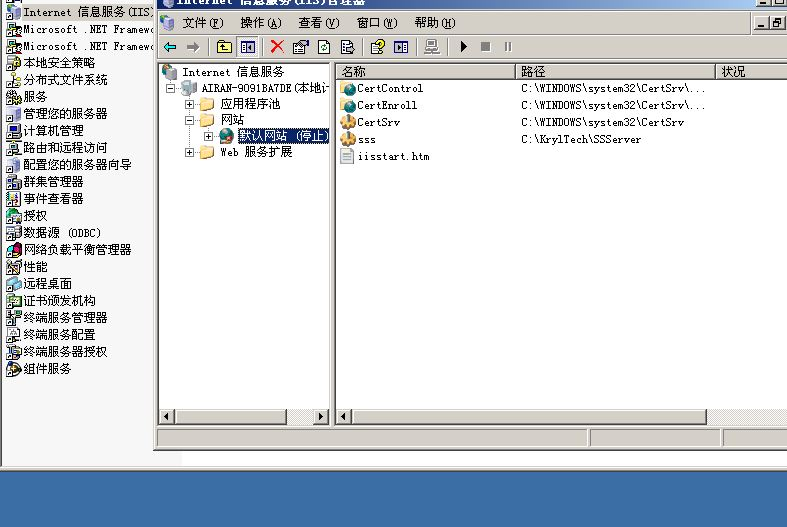 Internet 信息服务(IIS)管理器
Internet 信息服务(IIS)
Microsoft .NET Framewo
Microsoft .NET Framewo
本地安全策略
分布式文件系统
服务
管理您的服务器
计算机管理
路由和远程访问
配置您的服务器向导
群集管理器
事件查看器
授权
数据源 (ODBC)
网络负载平衡管理器
性能
远程桌面
证书颁发机构
终端服务管理器
终端服务配置
终端服务器授权
组件服务
文件(F) 操作(A) 查看(V) 窗口(W) 帮助(H)
Internet 信息服务
AIRAN-9091BA7DE(本地计
应用程序池
网站
默认网站 (停止)
Web 服务扩展
名称 路径 状况
CertControl C:\WINDOWS\system32\CertSrv\...
CertEnroll C:\WINDOWS\system32\CertSrv\...
CertSrv C:\WINDOWS\system32\CertSrv
sss C:\KrylTech\SSServer
iisstart.htm